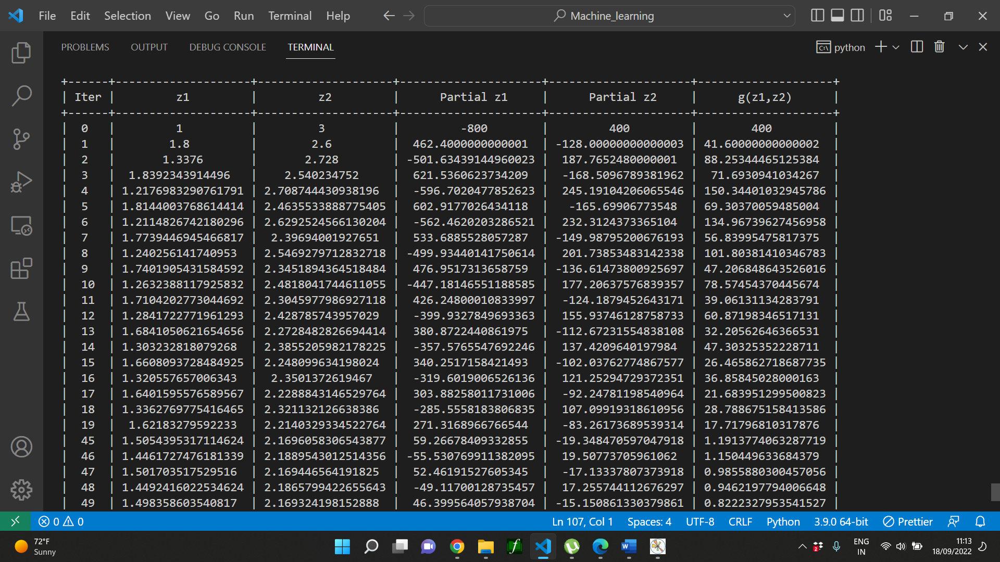 File Edit Selection View Go Run Terminal Help Machine_learning
PROBLEMS OUTPUT DEBUG CONSOLE TERMINAL python
+------+--------------------+--------------------+---------------------+---------------------+--------------------+
| Iter | z1 | z2 | Partial z1 | Partial z2 | g(z1,z2) |
+------+--------------------+--------------------+---------------------+---------------------+--------------------+
| 0 | 1 | 3 | -800 | 400 | 400 |
| 1 | 1.8 | 2.6 | 462.4000000000001 | -128.00000000000003 | 41.60000000000002 |
| 2 | 1.3376 | 2.728 | -501.63439144960023 | 187.7652480000001 | 88.25344465125384 |
| 3 | 1.8392343914496 | 2.540234752 | 621.5360623734209 | -168.5096789381962 | 71.6930941034267 |
| 4 | 1.2176983290761791 | 2.708744430938196 | -596.7020477852623 | 245.19104206065546 | 150.34401032945786 |
| 5 | 1.8144003768614414 | 2.4635533888775405 | 602.9177026434118 | -165.69906773548 | 69.30370059485004 |
| 6 | 1.2114826742180296 | 2.6292524566130204 | -562.4620203286521 | 232.3124373365104 | 134.96739627456958 |
| 7 | 1.7739446945466817 | 2.39694001927651 | 533.6885528057287 | -149.98795200676193 | 56.83995475817375 |
| 8 | 1.240256141740953 | 2.5469279712832718 | -499.93440141750614 | 201.73853483142338 | 101.80381410346783 |
| 9 | 1.7401905431584592 | 2.3451894364518484 | 476.9517313658759 | -136.61473800925697 | 47.206848643526016 |
| 10 | 1.2632388117925832 | 2.4818041744611055 | -447.18146551188585 | 177.20637576839357 | 78.57454370445674 |
| 11 | 1.7104202773044692 | 2.3045977986927118 | 426.24800010833997 | -124.1879452643171 | 39.06131134283791 |
| 12 | 1.2841722771961293 | 2.428785743957029 | -399.9327849693363 | 155.93746128758733 | 60.87198346517131 |
| 13 | 1.6841050621654656 | 2.2728482826694414 | 380.8722440861975 | -112.67231554838108 | 32.20562646366531 |
| 14 | 1.303232818079268 | 2.3855205982178225 | -357.5765547692246 | 137.4209640197984 | 47.30325352228711 |
| 15 | 1.6608093728484925 | 2.248099634198024 | 340.2517158421493 | -102.03762774867577 | 26.465862718687735 |
| 16 | 1.320557657006343 | 2.3501372619467 | -319.6019006526136 | 121.25294729372351 | 36.85845028000163 |
| 17 | 1.6401595576589567 | 2.2288843146529764 | 303.88258011731006 | -92.24781198540964 | 21.683951299500823 |
| 18 | 1.3362769775416465 | 2.321132126638386 | -285.5558183806835 | 107.09919318610956 | 28.788675158413586 |
| 19 | 1.62183279592233 | 2.2140329334522764 | 271.3168966766544 | -83.26173689539314 | 17.71796810317876 |
| 45 | 1.5054395317114624 | 2.1696058306543877 | 59.26678409332855 | -19.348470597047918 | 1.1913774063287719 |
| 46 | 1.4461727476181339 | 2.1889543012514356 | -55.530769911382095 | 19.50773705961062 | 1.150449633684379 |
| 47 | 1.501703517529516 | 2.169446564191825 | 52.46191527605345 | -17.13337807373918 | 0.9855880300457056 |
| 48 | 1.4492416022534624 | 2.1865799422655643 | -49.11700128735457 | 17.255744112676297 | 0.9462197794006648 |
| 49 | 1.498358603540817 | 2.169324198152888 | 46.399564057938704 | -15.150861330379861 | 0.8222327953541527 |
0 0 Ln 107, Col 1 Spaces: 4 UTF-8 CRLF Python 3.9.0 64-bit Prettier
72°F ENG 11:13
Sunny 2 IN 18/09/2022